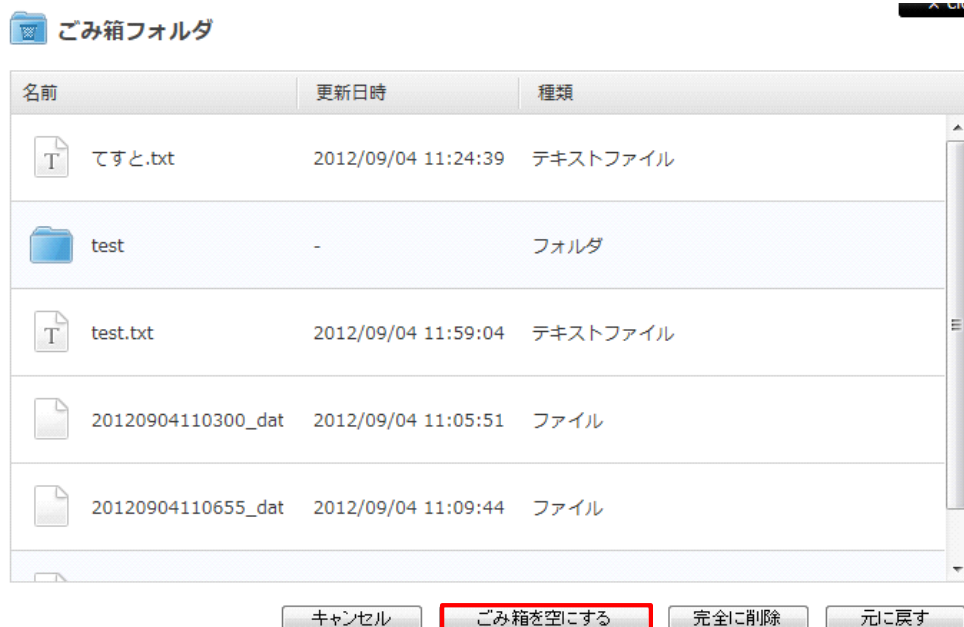 ごみ箱フォルダ
名前 更新日時 種類
てすと.txt 2012/09/04 11:24:39 テキストファイル
test - フォルダ
test.txt 2012/09/04 11:59:04 テキストファイル
20120904110300_dat 2012/09/04 11:05:51 ファイル
20120904110655_dat 2012/09/04 11:09:44 ファイル
キャンセル ごみ箱を空にする 完全に削除 元に戻す